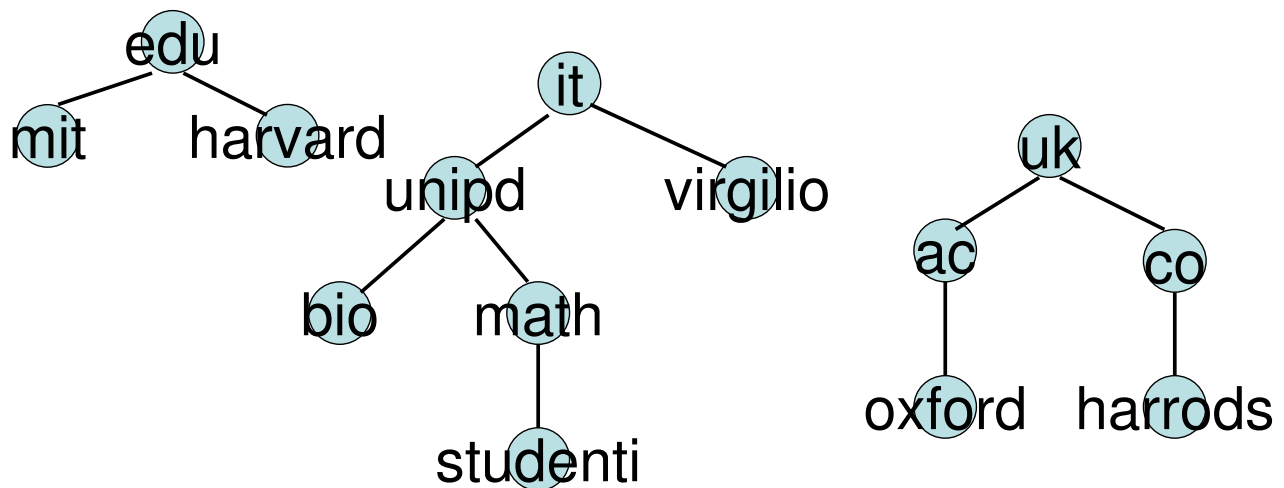 edu
mit
harvard
it
unipd
virgilio
bio
math
studenti
uk
ac
co
oxford
harrods